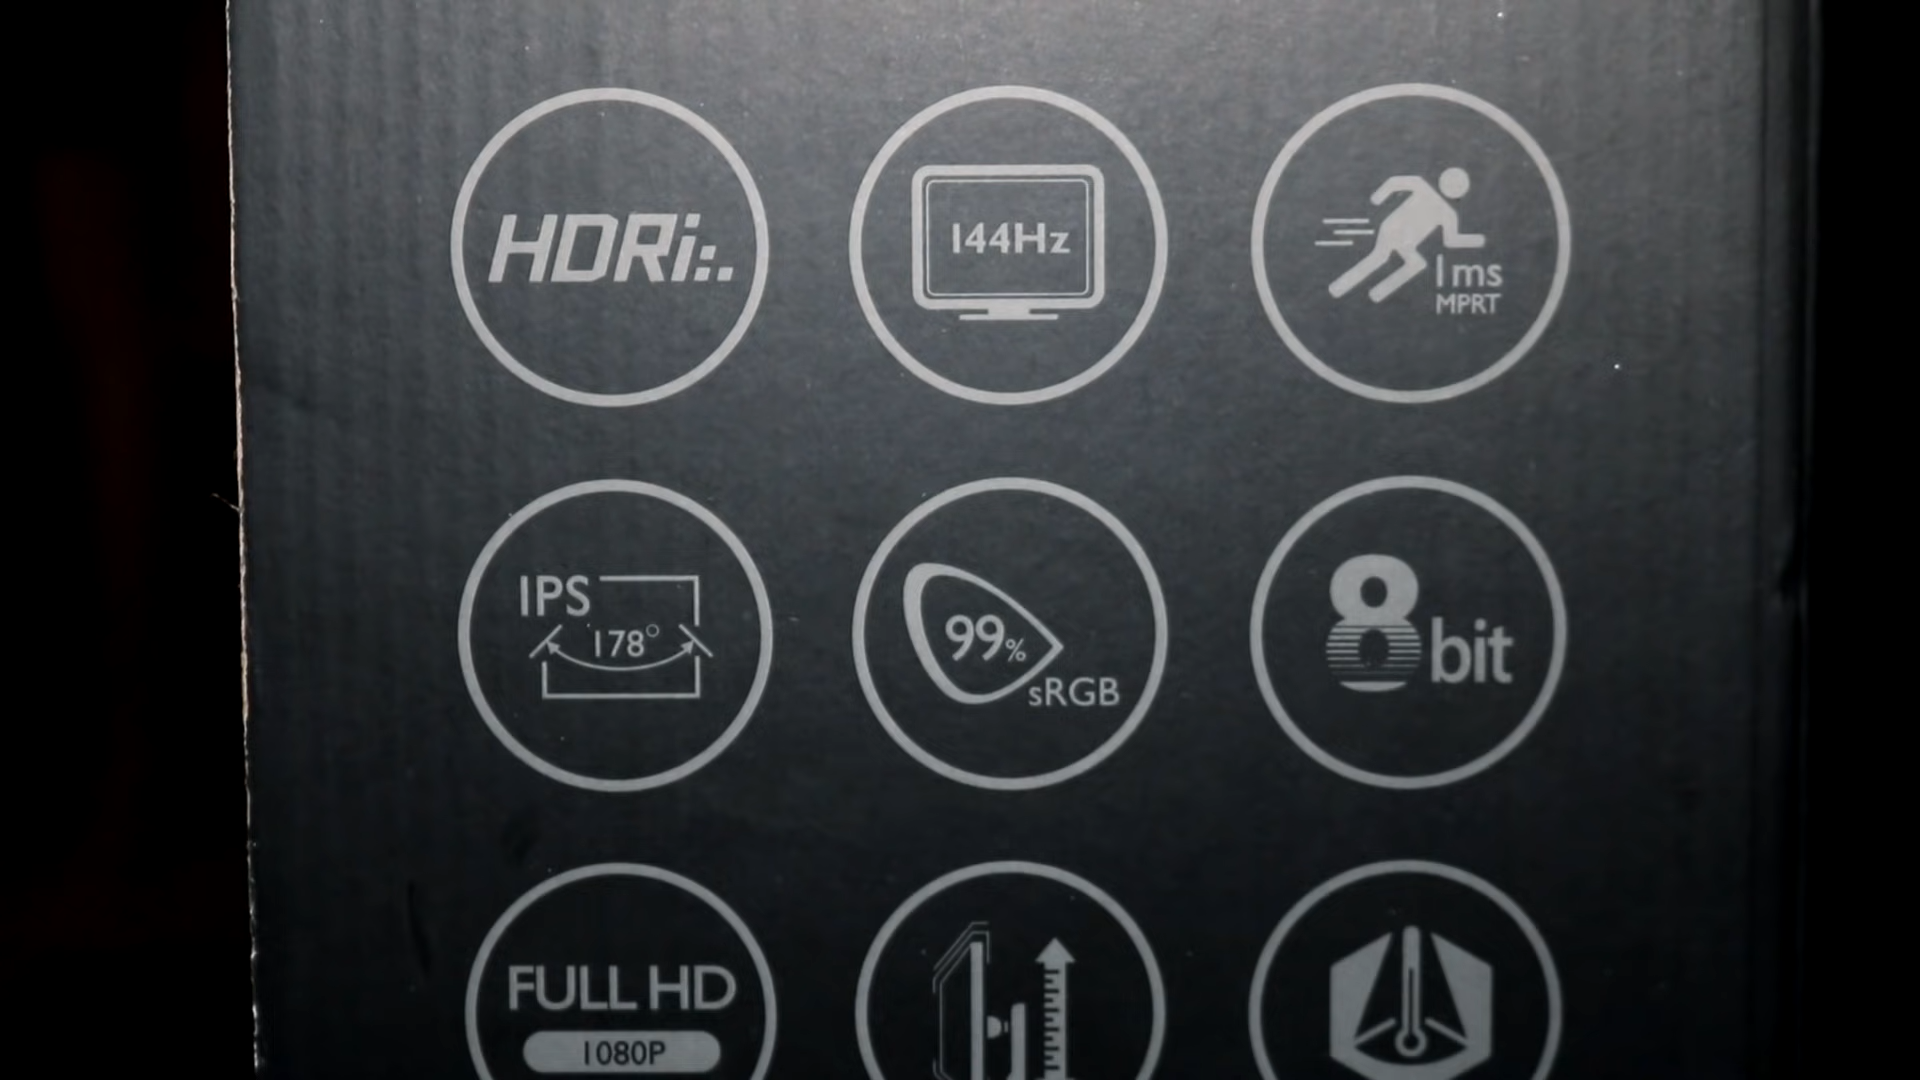 HDRi
144Hz
1ms
MPRT
IPS
178°
99%
sRGB
8bit
FULL HD
1080P